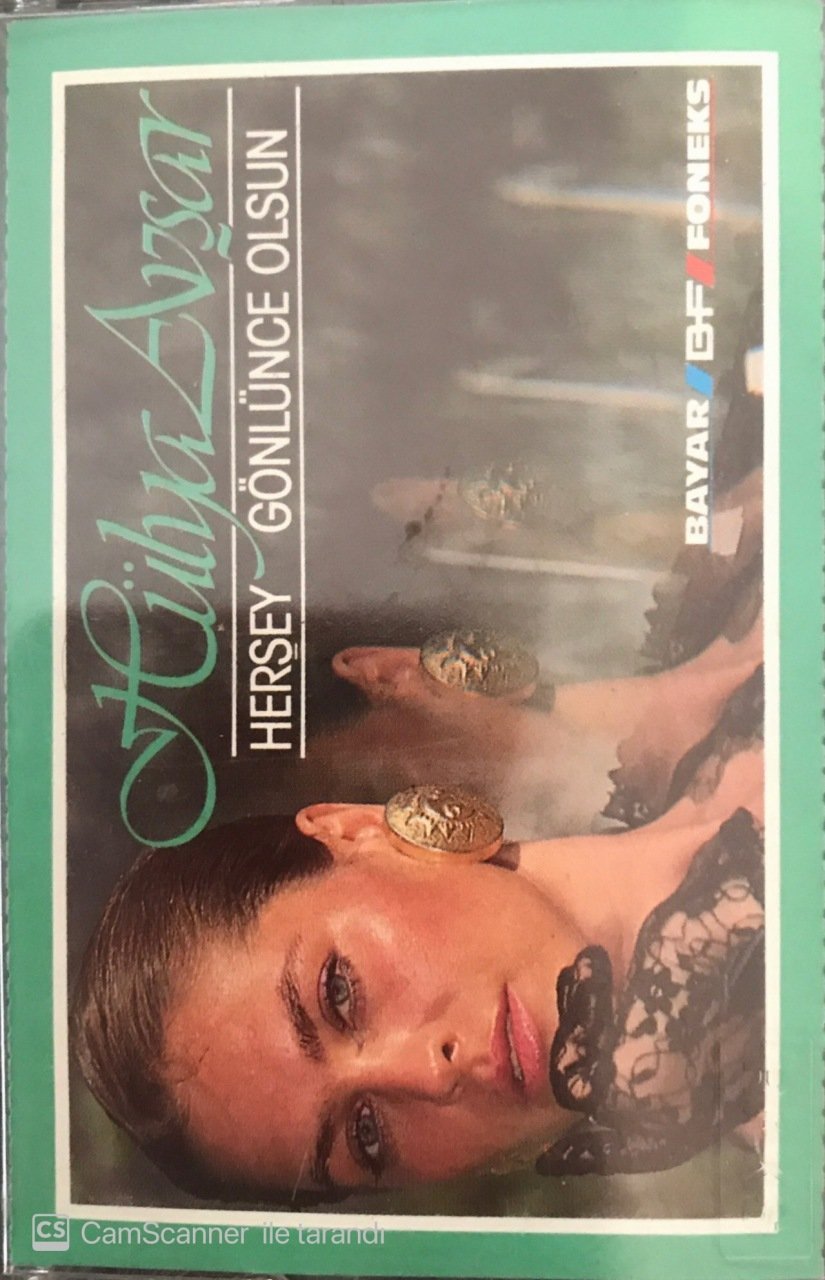 Hülya Avşar
HERŞEY GÖNLÜNCE OLSUN
BAYAR BF FONEKS
CS CamScanner ile tarandı